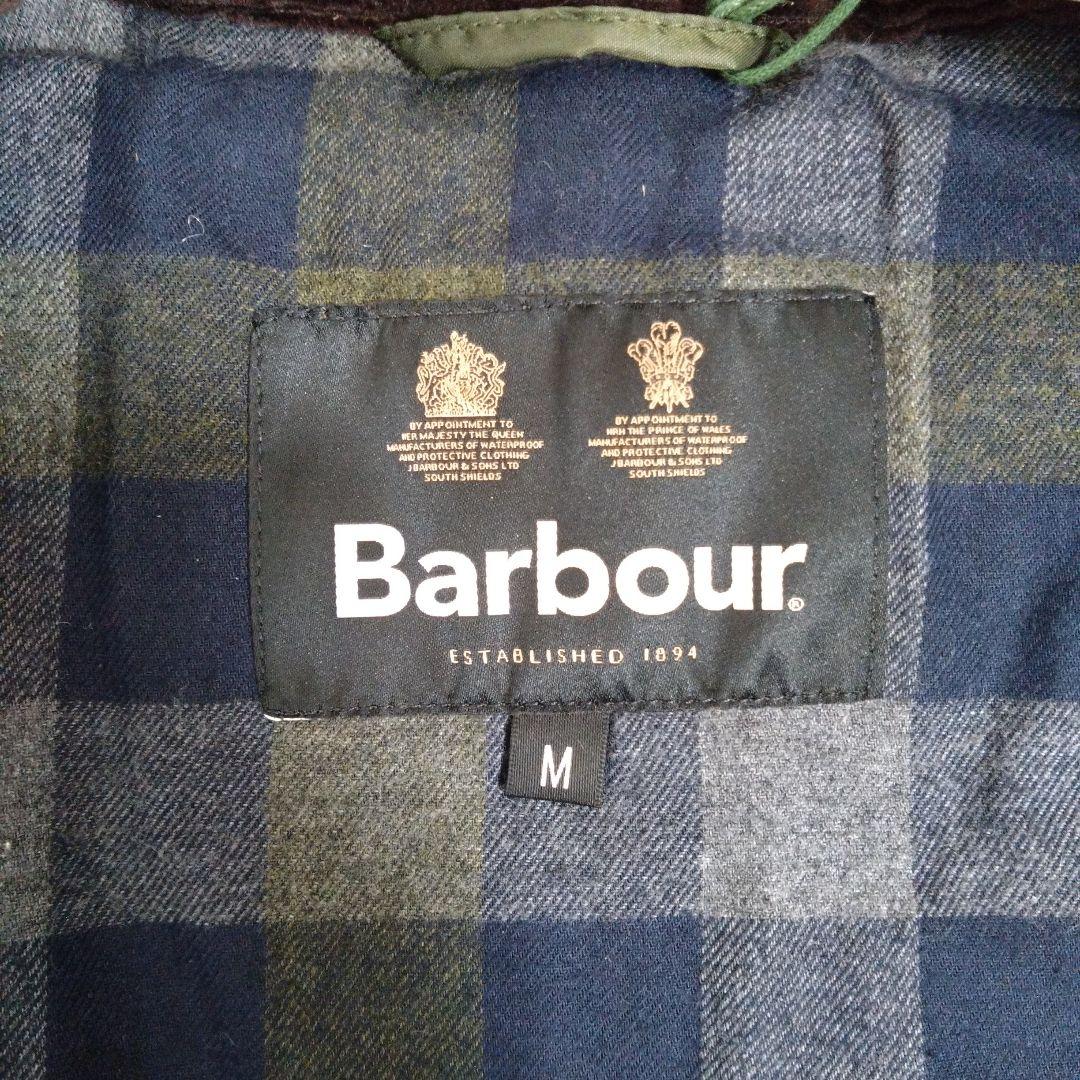 BY APPOINTMENT TO
HER MAJESTY THE QUEEN
MANUFACTURERS OF WATERPROOF
AND PROTECTIVE CLOTHING
J BARBOUR & SONS LTD
SOUTH SHIELDS
BY APPOINTMENT TO
HRH THE PRINCE OF WALES
MANUFACTURERS OF WATERPROOF
AND PROTECTIVE CLOTHING
J BARBOUR & SONS LTD
SOUTH SHIELDS
Barbour®
ESTABLISHED 1894
M